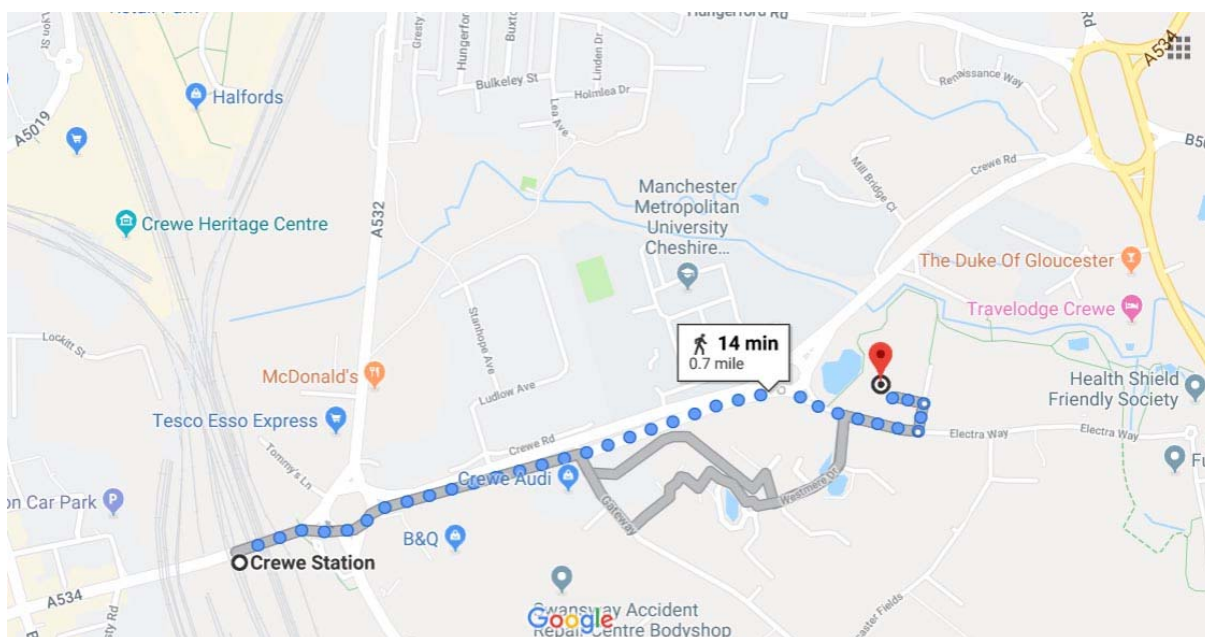 Retail Park
Hungerford Rd
A534
Gresty
Hungerford
Buxto
Linden Dr
Bulkeley St
Holmlea Dr
Lea Ave
Renaissance Way
Halfords
A5019
Crewe Rd
Mill Bridge Cl
Manchester
Metropolitan
University
Cheshire...
Crewe Heritage Centre
A532
The Duke Of Gloucester
Travelodge Crewe
Stanhope Ave
Lockitt St
14 min
0.7 mile
McDonald's
Health Shield
Friendly Society
Ludlow Ave
Tesco Esso Express
Crewe Rd
Electra Way
Electra Way
Tommy's Ln
Crewe Audi
Westmere Dr
on Car Park
Gateway
B&Q
Crewe Station
A534
Swansway Accident
Repair Centre Bodyshop
Google